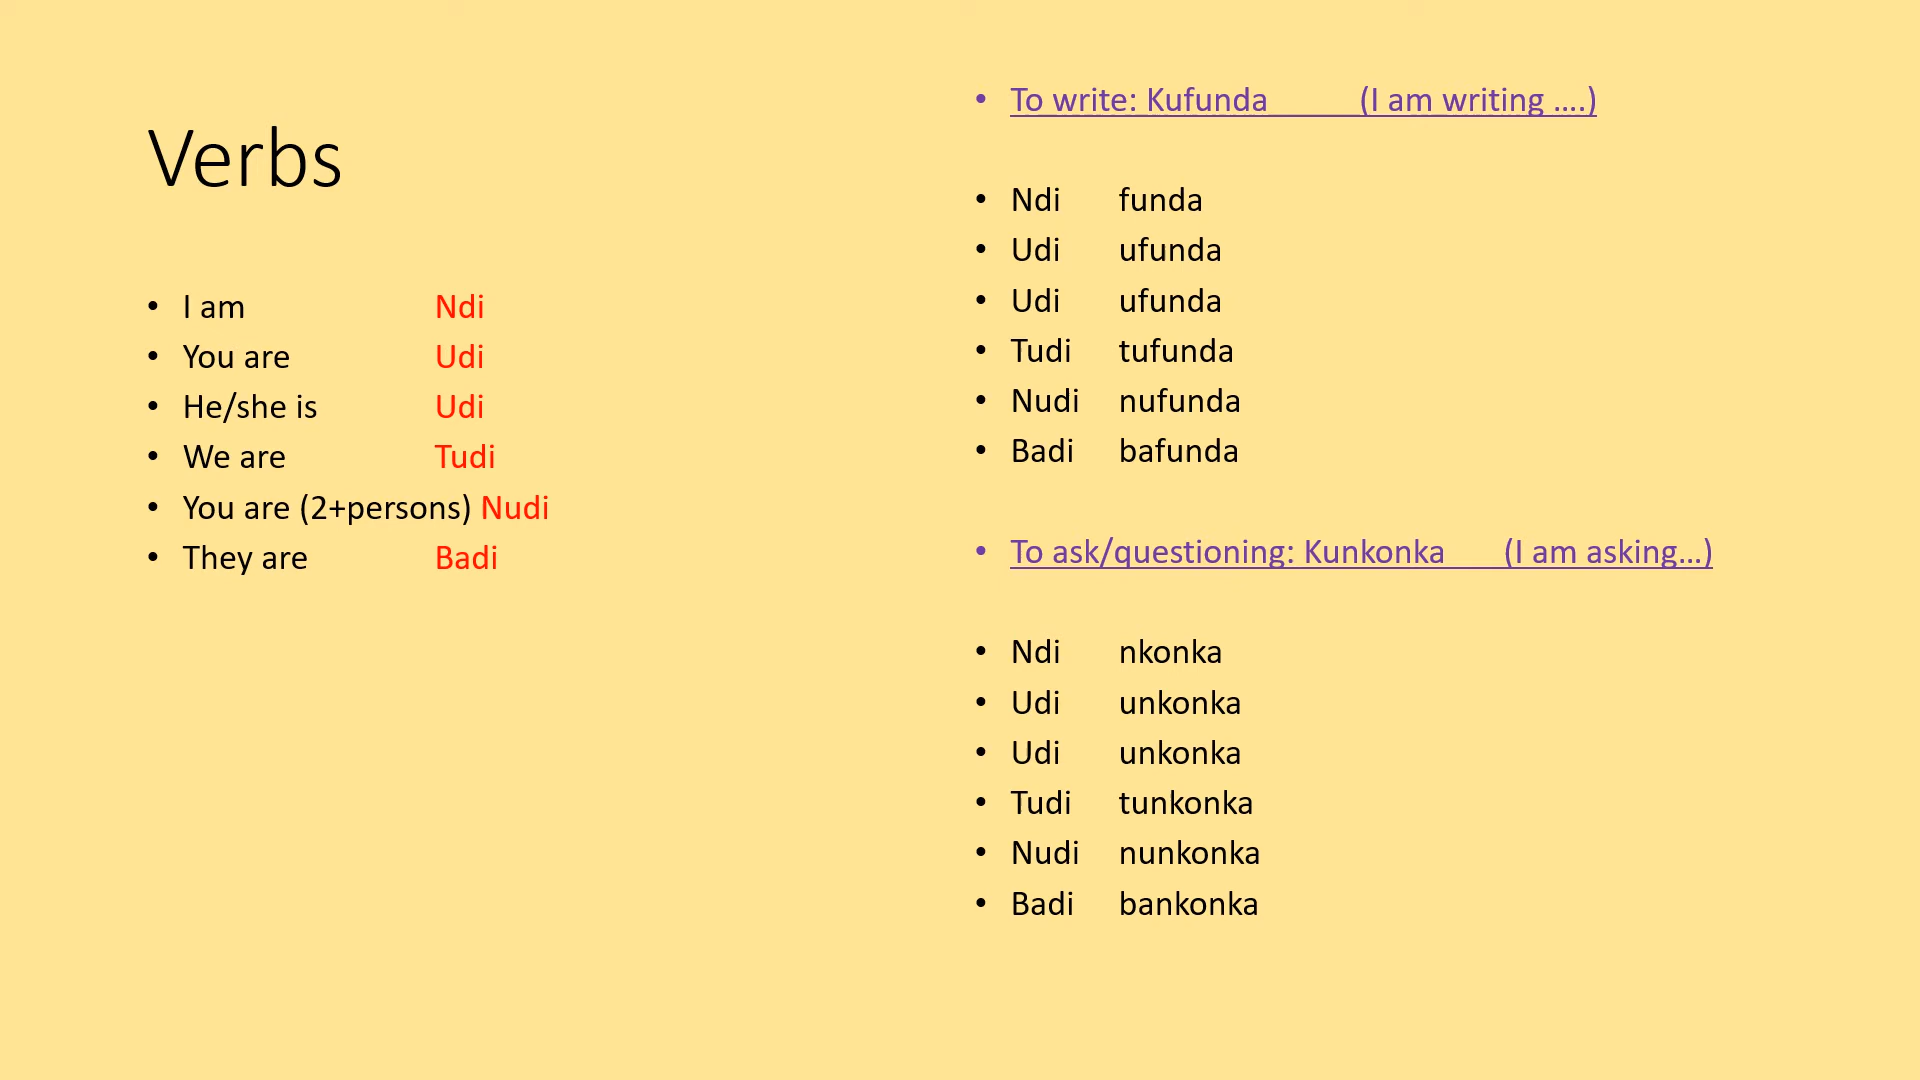 Verbs
I am Ndi
You are Udi
He/she is Udi
We are Tudi
You are (2+persons) Nudi
They are Badi
To write: Kufunda (I am writing ....)
Ndi funda
Udi ufunda
Udi ufunda
Tudi tufunda
Nudi nufunda
Badi bafunda
To ask/questioning: Kunkonka (I am asking...)
Ndi nkonka
Udi unkonka
Udi unkonka
Tudi tunkonka
Nudi nunkonka
Badi bankonka